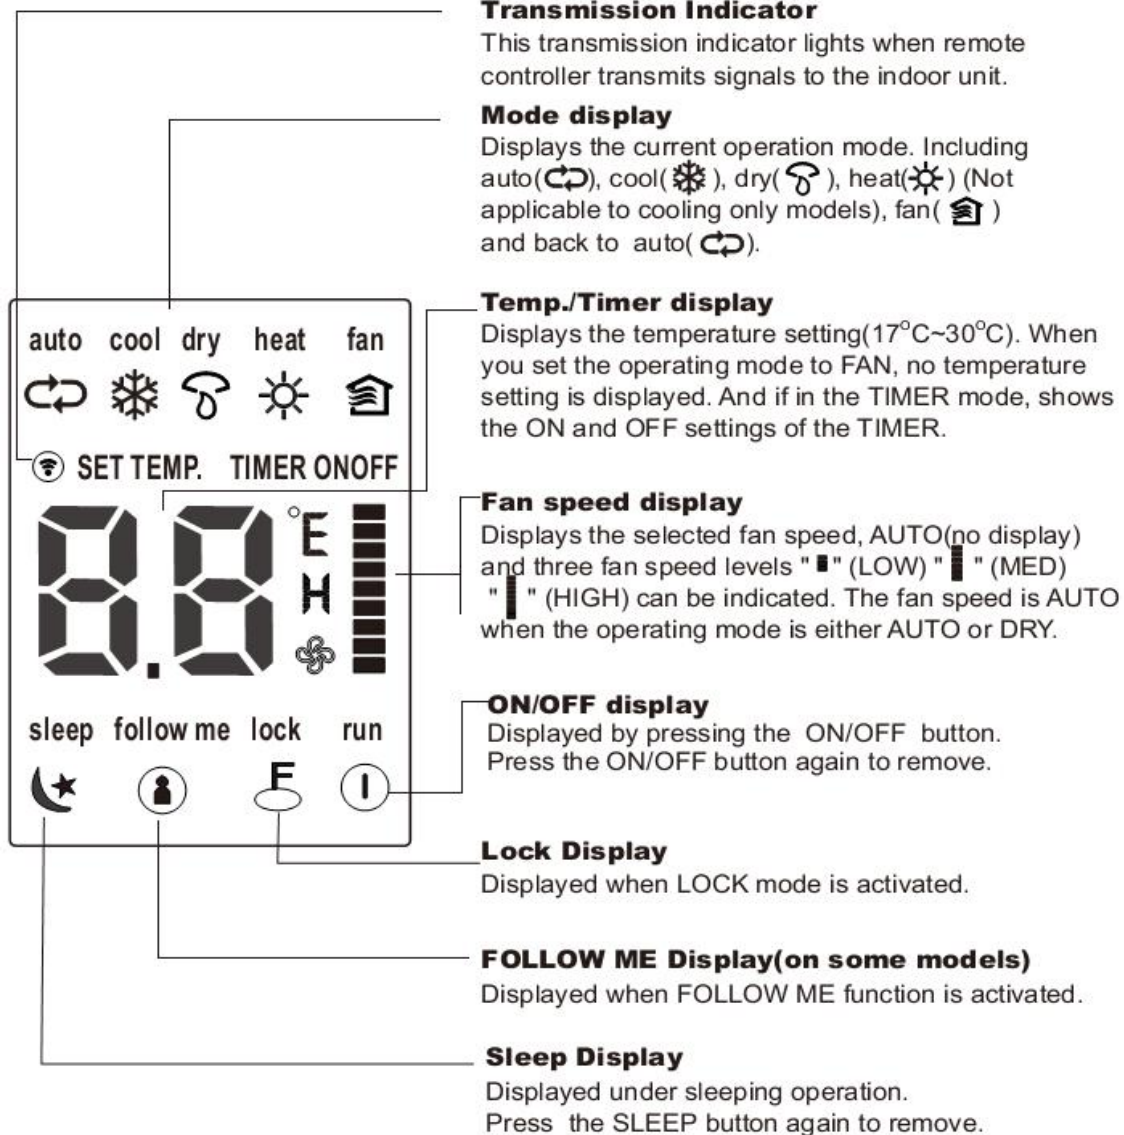 Transmission Indicator
This transmission indicator lights when remote
controller transmits signals to the indoor unit.
Mode display
Displays the current operation mode. Including
auto( ), cool( ), dry( ), heat( ) (Not
applicable to cooling only models), fan( )
and back to auto( ).
Temp./Timer display
Displays the temperature setting(17°C~30°C). When
you set the operating mode to FAN, no temperature
setting is displayed. And if in the TIMER mode, shows
the ON and OFF settings of the TIMER.
Fan speed display
Displays the selected fan speed, AUTO(no display)
and three fan speed levels " " (LOW) " " (MED)
" " (HIGH) can be indicated. The fan speed is AUTO
when the operating mode is either AUTO or DRY.
ON/OFF display
Displayed by pressing the ON/OFF button.
Press the ON/OFF button again to remove.
Lock Display
Displayed when LOCK mode is activated.
FOLLOW ME Display(on some models)
Displayed when FOLLOW ME function is activated.
Sleep Display
Displayed under sleeping operation.
Press the SLEEP button again to remove.
auto cool dry heat fan
SET TEMP. TIMER ONOFF
8.8 °E
H
sleep follow me lock run
F